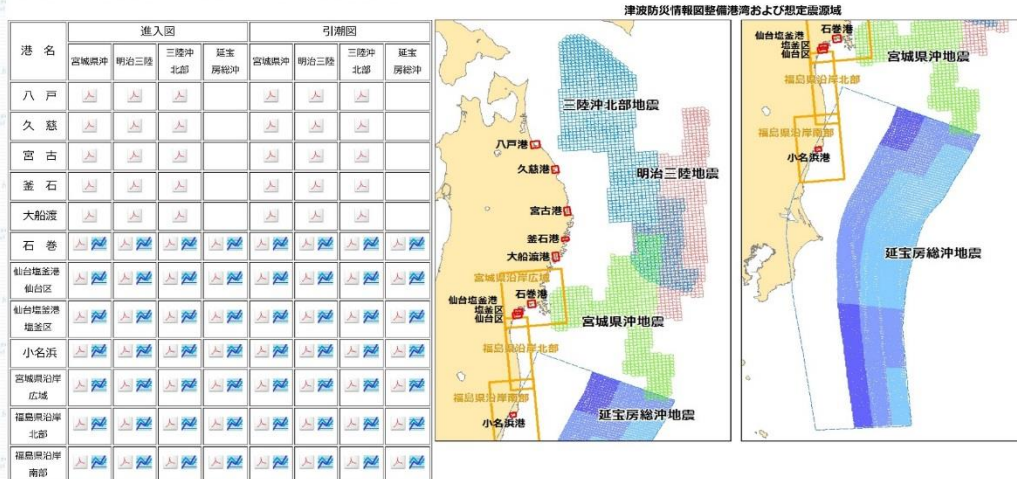 津波防災情報図整備港湾および想定震源域
港 名
進入図
引潮図
宮城県沖
明治三陸
三陸沖
北部
延宝
房総沖
宮城県沖
明治三陸
三陸沖
北部
延宝
房総沖
八 戸
久 慈
宮 古
釜 石
大船渡
石 巻
仙台塩釜港
仙台区
仙台塩釜港
塩釜区
小名浜
宮城県沿岸
広域
福島県沿岸
北部
福島県沿岸
南部
三陸沖北部地震
八戸港
久慈港
明治三陸地震
宮古港
釜石港
大船渡港
宮城県沿岸広域
石巻港
仙台塩釜港
塩釜区
仙台区
宮城県沖地震
福島県沿岸北部
福島県沿岸南部
小名浜港
延宝房総沖地震
石巻港
仙台塩釜港
塩釜区
仙台区
宮城県沖地震
福島県沿岸北部
福島県沿岸南部
小名浜港
延宝房総沖地震